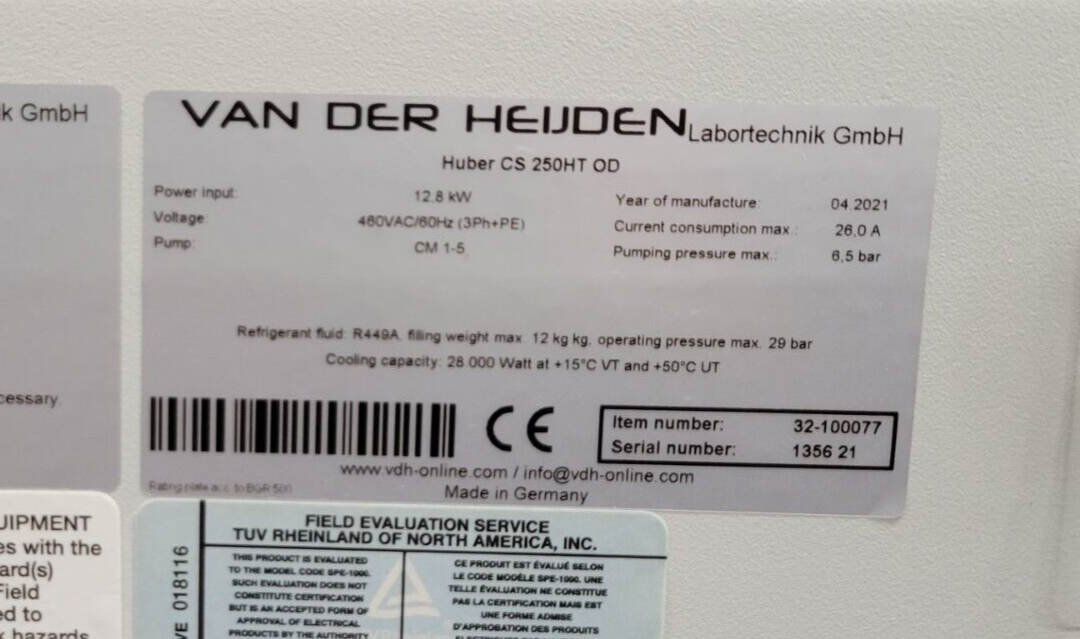 ik GmbH
cessary.
VAN DER HEIJDEN Labortechnik GmbH
Huber CS 250HT OD
Power input: 12,8 kW
Voltage: 460VAC/60Hz (3Ph+PE)
Pump: CM 1-5
Year of manufacture: 04.2021
Current consumption max.: 26,0 A
Pumping pressure max.: 6,5 bar
Refrigerant fluid: R449A, filling weight max. 12 kg kg, operating pressure max. 29 bar
Cooling capacity: 28.000 Watt at +15°C VT and +50°C UT
CE
Item number: 32-100077
Serial number: 1356 21
www.vdh-online.com / info@vdh-online.com
Rating plate acc. to BGR 500
Made in Germany
UIPMENT
es with the
ard(s)
Field
ed to
hazards
VE 018116
FIELD EVALUATION SERVICE
TUV RHEINLAND OF NORTH AMERICA, INC.
THIS PRODUCT IS EVALUATED
TO THE MODEL CODE SPE-1000.
SUCH EVALUATION DOES NOT
CONSTITUTE CERTIFICATION
BUT IS AN ACCEPTED FORM OF
APPROVAL OF ELECTRICAL
PRODUCTS BY THE AUTHORITY
CE PRODUIT EST ÉVALUÉ SELON
LE CODE MODÈLE SPE-1000. UNE
TELLE ÉVALUATION NE CONSTITUE
PAS LA CERTIFICATION MAIS EST
UNE FORME ADMISE
D'APPROBATION DES PRODUITS